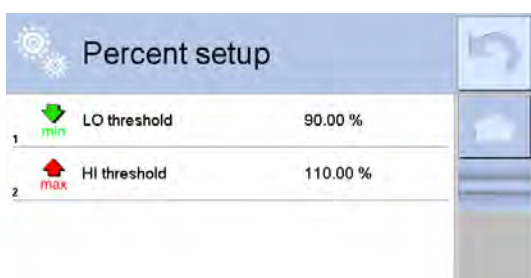 Percent setup
1 min LO threshold 90.00 %
2 max HI threshold 110.00 %